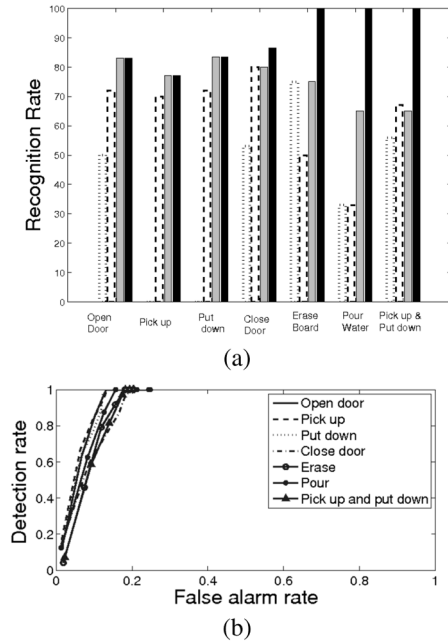 100
90
80
70
60
50
40
30
20
10
0
Recognition Rate
Open Door
Pick up
Put down
Close Door
Erase Board
Pour Water
Pick up & Put down
(a)
1
0.8
0.6
0.4
0.2
0
Detection rate
Open door
Pick up
Put down
Close door
Erase
Pour
Pick up and put down
0 0.2 0.4 0.6 0.8 1
False alarm rate
(b)